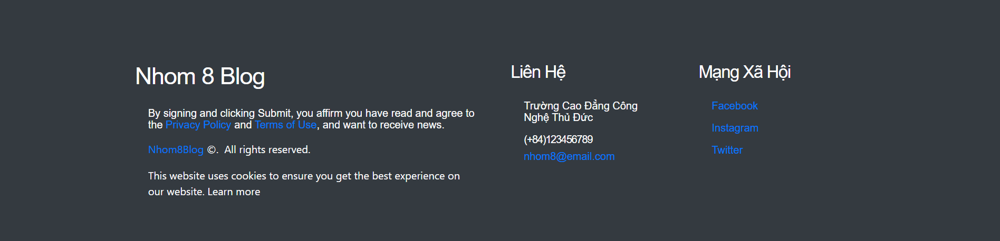 Nhom 8 Blog
By signing and clicking Submit, you affirm you have read and agree to
the Privacy Policy and Terms of Use, and want to receive news.
Nhom8Blog ©.  All rights reserved.
This website uses cookies to ensure you get the best experience on
our website. Learn more
Liên Hệ
Trường Cao Đẳng Công
Nghệ Thủ Đức
(+84)123456789
nhom8@email.com
Mạng Xã Hội
Facebook
Instagram
Twitter